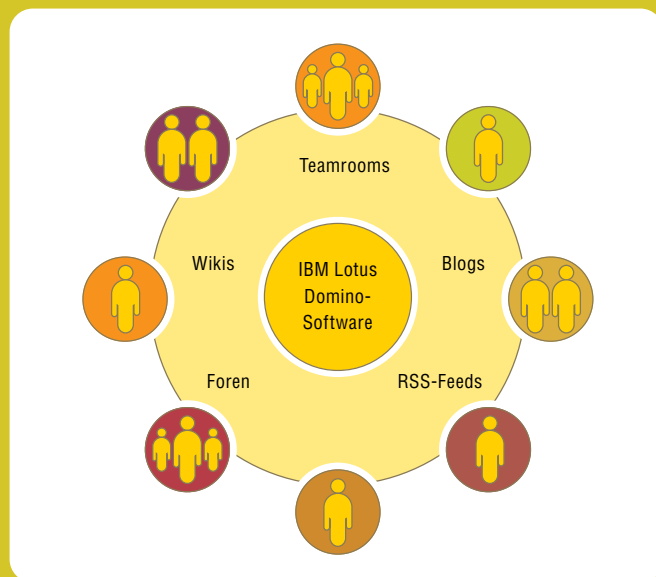 Teamrooms
Wikis
IBM Lotus
Domino-
Software
Blogs
Foren
RSS-Feeds